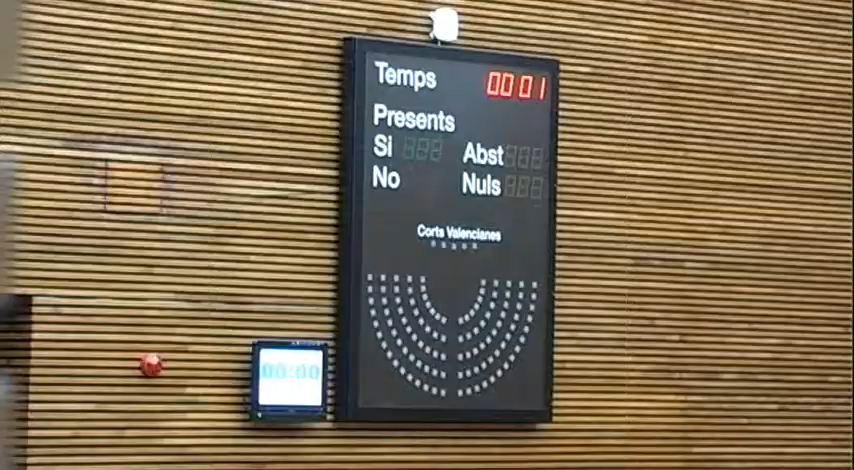 Temps 00 01
Presents
Si Abst
No Nuls
Corts Valencianes
00:00